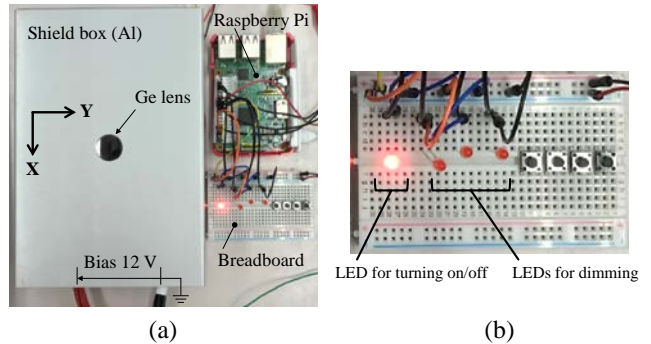 Shield box (Al)
Raspberry Pi
Ge lens
Y
X
Bias 12 V
Breadboard
LED for turning on/off
LEDs for dimming
(a)
(b)